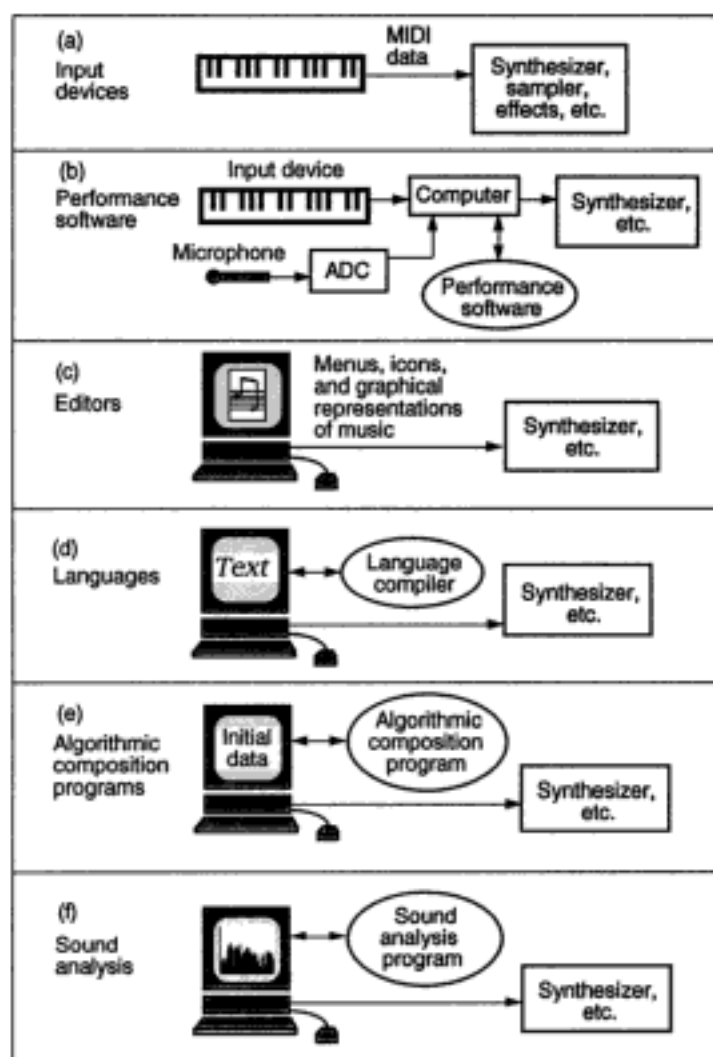 (a)
Input
devices
MIDI
data
Synthesizer,
sampler,
effects, etc.
(b)
Performance
software
Input device
Computer
Synthesizer,
etc.
Microphone
ADC
Performance
software
(c)
Editors
Menus, icons,
and graphical
representations
of music
Synthesizer,
etc.
(d)
Languages
Text
Language
compiler
Synthesizer,
etc.
(e)
Algorithmic
composition
programs
Initial
data
Algorithmic
composition
program
Synthesizer,
etc.
(f)
Sound
analysis
Sound
analysis
program
Synthesizer,
etc.